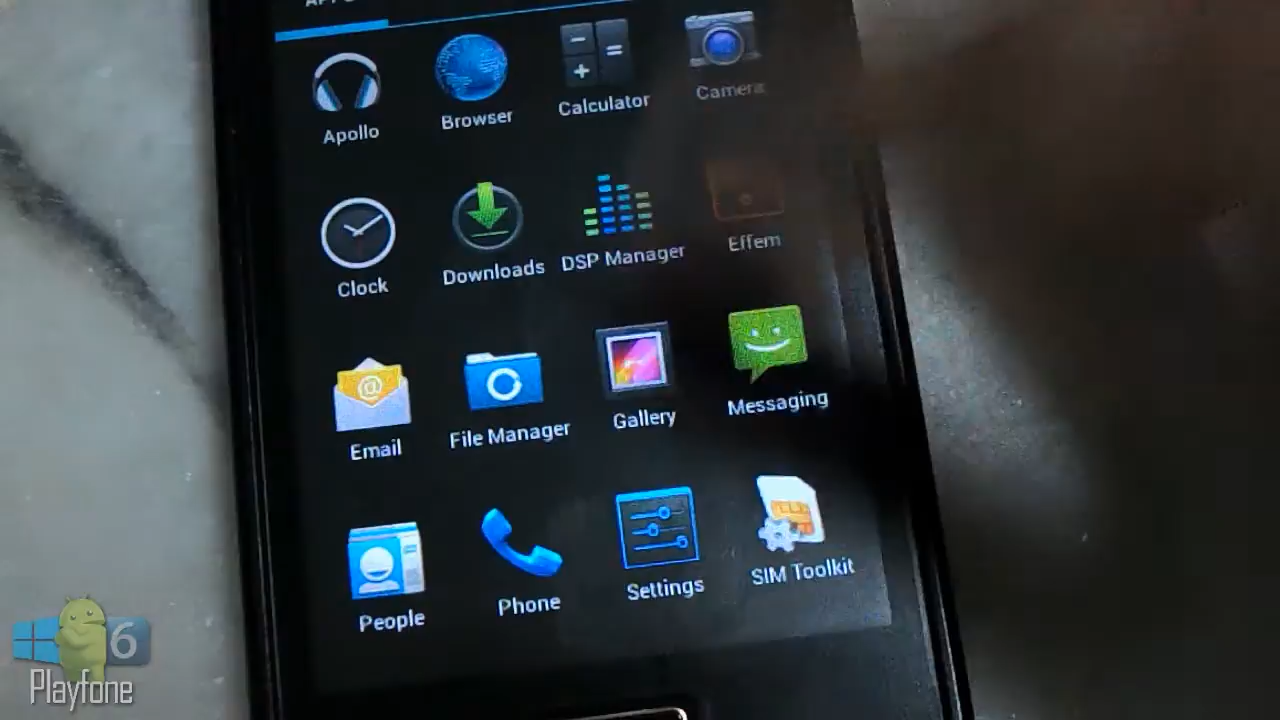 Apollo Browser Calculator Camera
Clock Downloads DSP Manager Effem
Email File Manager Gallery Messaging
People Phone Settings SIM Toolkit
6
Playfone